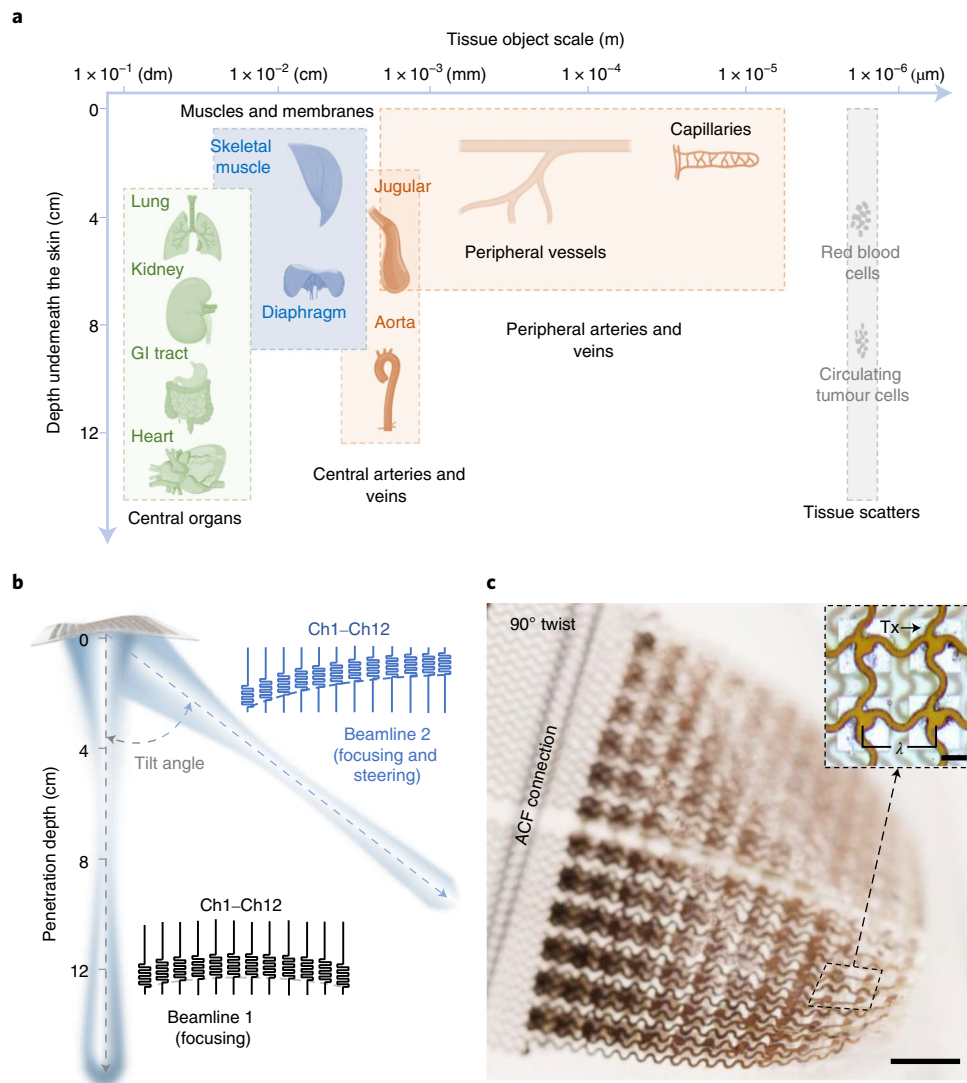 a
Tissue object scale (m)
1 × 10⁻¹ (dm)
1 × 10⁻² (cm)
1 × 10⁻³ (mm)
1 × 10⁻⁴
1 × 10⁻⁵
1 × 10⁻⁶ (μm)
Depth underneath the skin (cm)
0
4
8
12
Muscles and membranes
Skeletal
muscle
Diaphragm
Lung
Kidney
GI tract
Heart
Central organs
Jugular
Aorta
Central arteries and
veins
Capillaries
Peripheral vessels
Peripheral arteries and
veins
Red blood
cells
Circulating
tumour cells
Tissue scatters
b
Penetration depth (cm)
0
4
8
12
Tilt angle
Ch1–Ch12
Beamline 2
(focusing and
steering)
Ch1–Ch12
Beamline 1
(focusing)
c
90° twist
ACF connection
Tx
λ